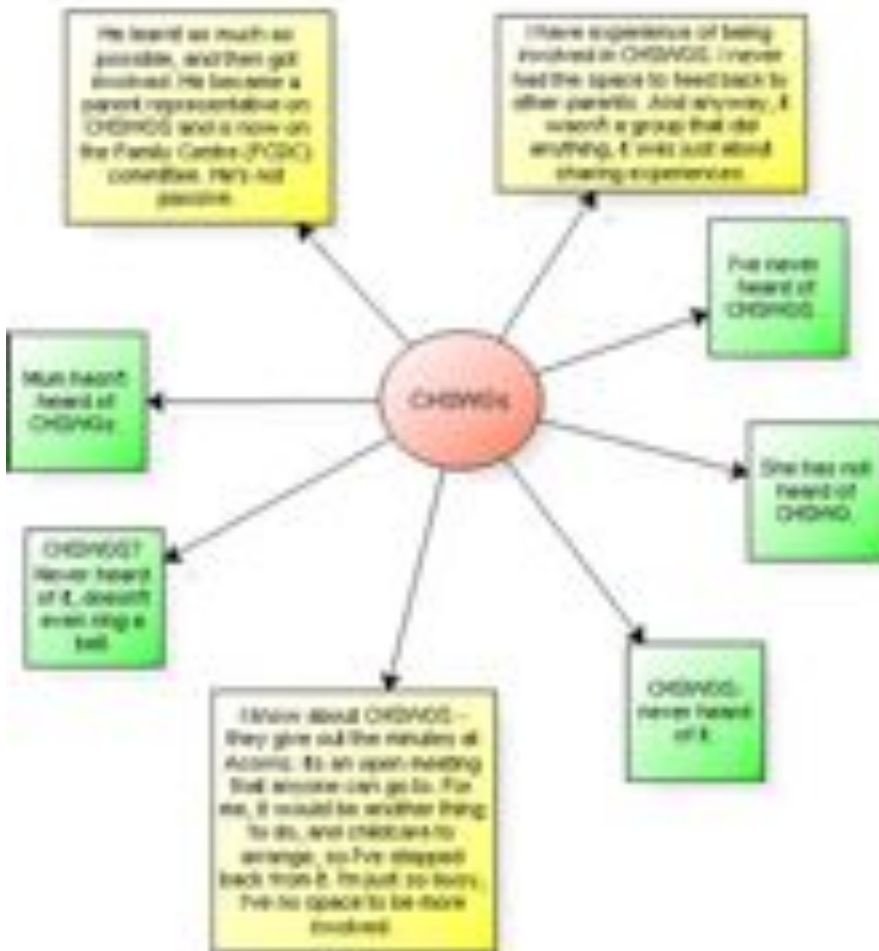 He learnt so much so
possible, and then got
involved. He became a
parent representative on
CHSWGS and is now on
the Family Centre (FCDC)
committee. He's not
passive.
I have experience of being
involved in CHSWGS. I never
had the space to feed back to
other parents. And anyway, it
wasn't a group that did
anything, it was just about
sharing experiences.
I've never
heard of
CHSWGS.
Mum hasn't
heard of
CHSWGs.
CHSWGs
She has not
heard of
CHSWG.
CHSWGS?
Never heard
of it, doesn't
even ring a
bell.
CHSWGS-
never heard
of it.
I know about CHSWGS -
they give out the minutes at
Acorns. Its an open meeting
that anyone can go to. For
me, it would be another thing
to do, and childcare to
arrange, so I've stepped
back from it. I'm just so busy,
I've no space to be more
involved.